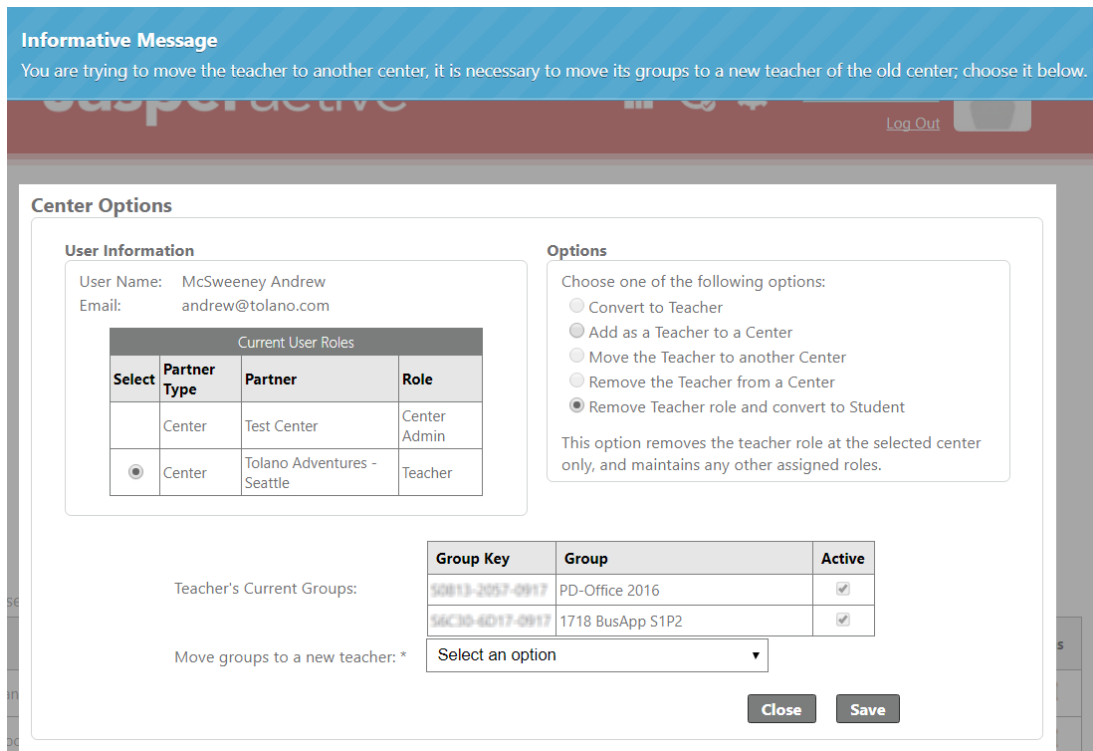 Informative Message
You are trying to move the teacher to another center, it is necessary to move its groups to a new teacher of the old center; choose it below.
Log Out
Center Options
User Information
User Name: McSweeney Andrew
Email: andrew@tolano.com
Current User Roles
Select Partner Type Partner Role
Center Test Center Center Admin
Center Tolano Adventures - Seattle Teacher
Options
Choose one of the following options:
Convert to Teacher
Add as a Teacher to a Center
Move the Teacher to another Center
Remove the Teacher from a Center
Remove Teacher role and convert to Student
This option removes the teacher role at the selected center
only, and maintains any other assigned roles.
Teacher's Current Groups:
Group Key Group Active
PD-Office 2016
1718 BusApp S1P2
Move groups to a new teacher: * Select an option
Close Save